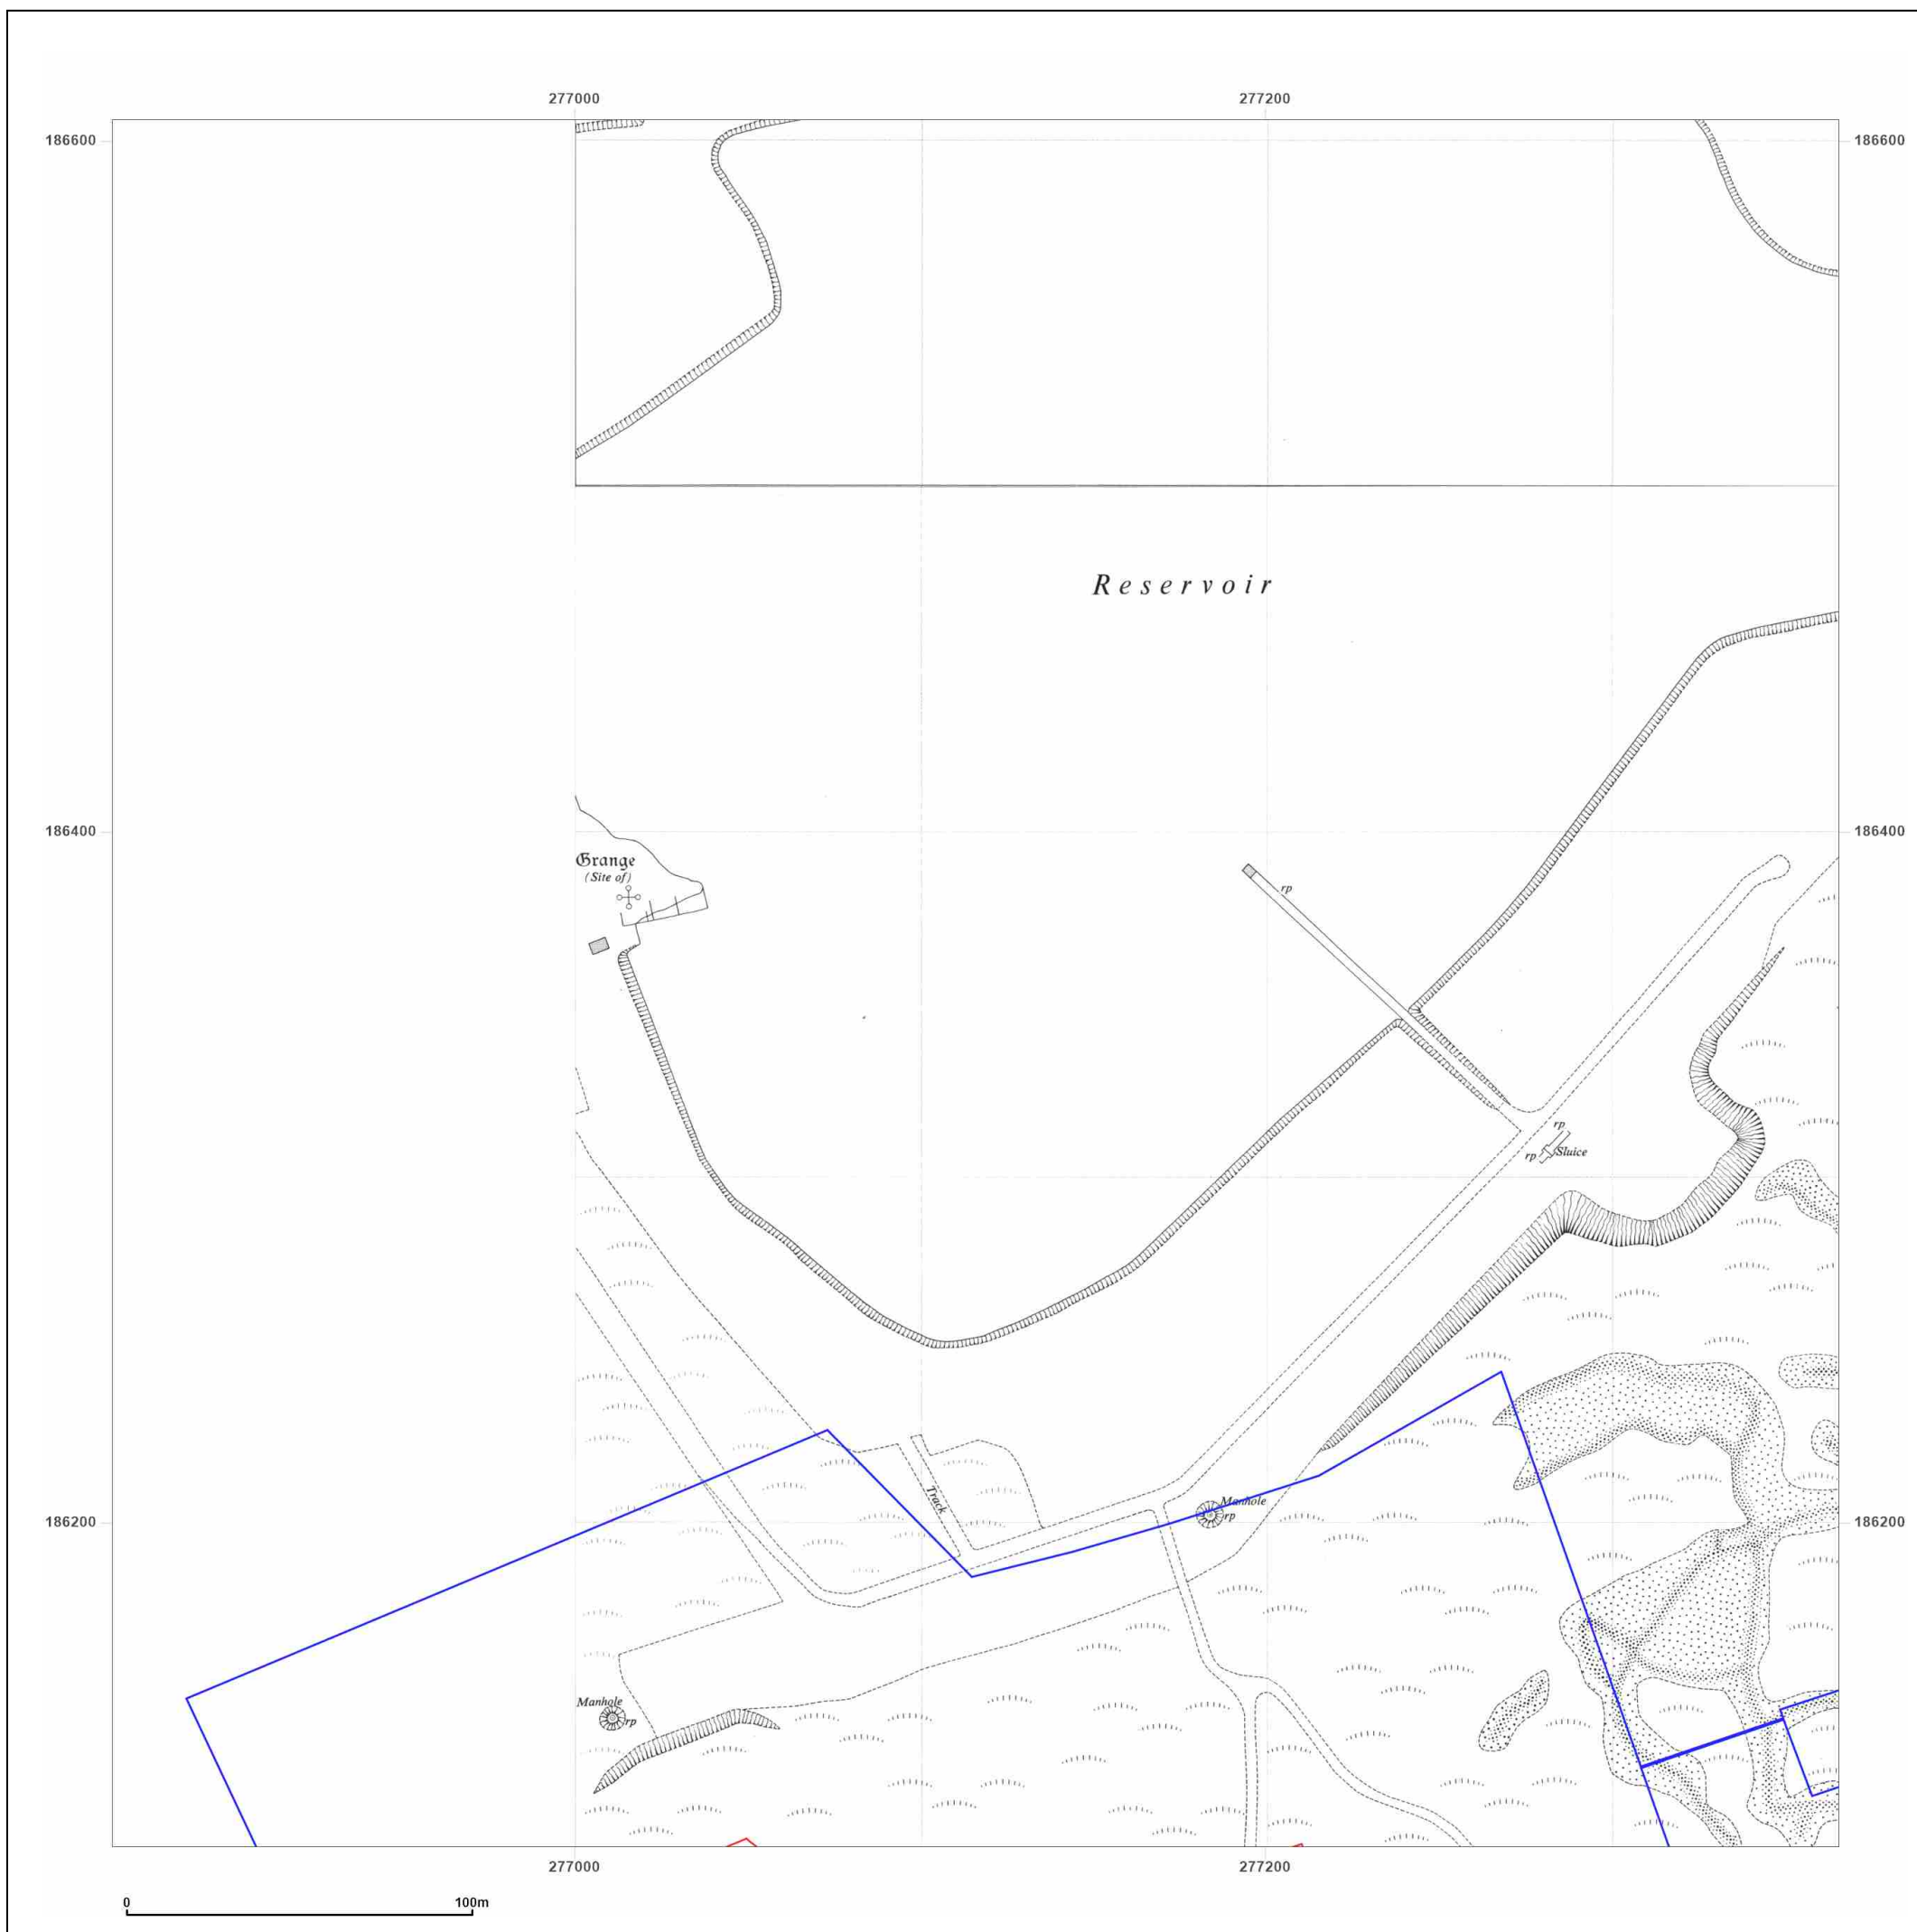 277000 277200
186600 186600
Reservoir
186400 186400
Grange
(Site of)
rp
rp
rp Sluice
Track
Manhole
rp
186200 186200
Manhole
rp
277000 277200
0 100m